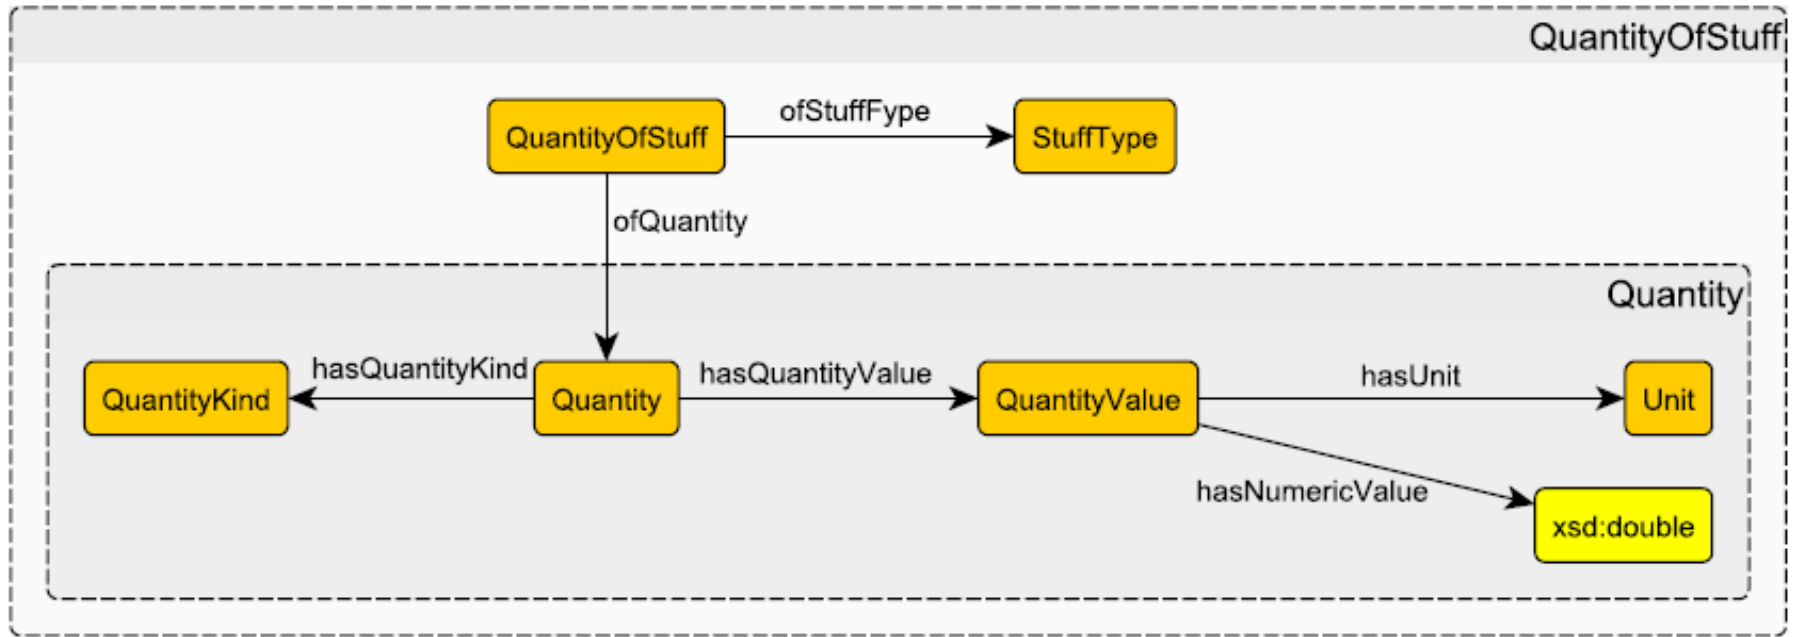 QuantityOfStuff
ofStuffFype
QuantityOfStuff
StuffType
ofQuantity
Quantity
hasQuantityKind
hasQuantityValue
hasUnit
QuantityKind
Quantity
QuantityValue
Unit
hasNumericValue
xsd:double